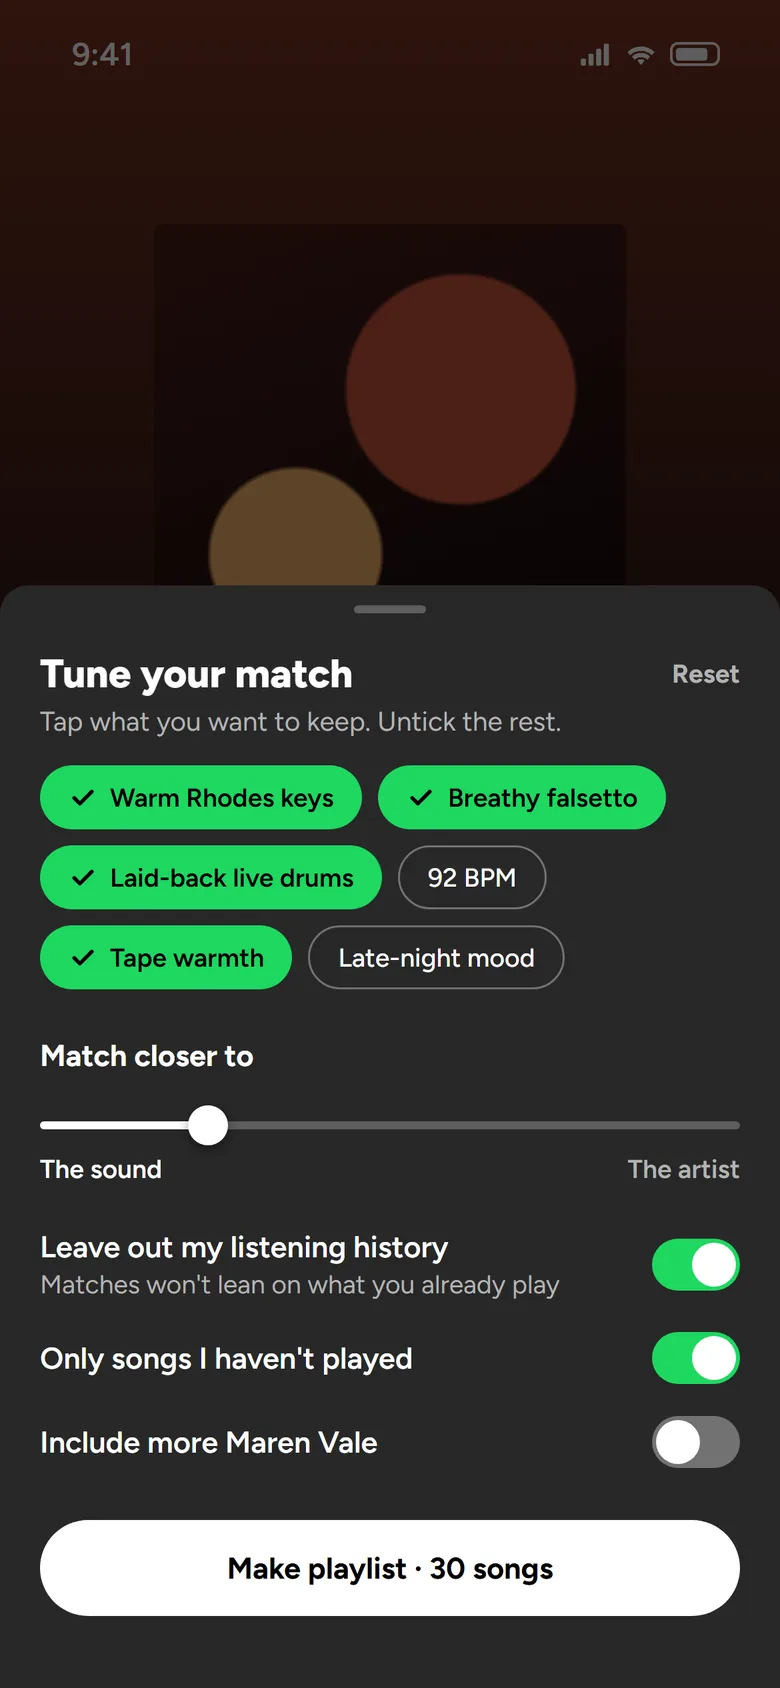 9:41
Tune your match
Reset
Tap what you want to keep. Untick the rest.
Warm Rhodes keys
Breathy falsetto
Laid-back live drums
92 BPM
Tape warmth
Late-night mood
Match closer to
The sound
The artist
Leave out my listening history
Matches won't lean on what you already play
Only songs I haven't played
Include more Maren Vale
Make playlist · 30 songs